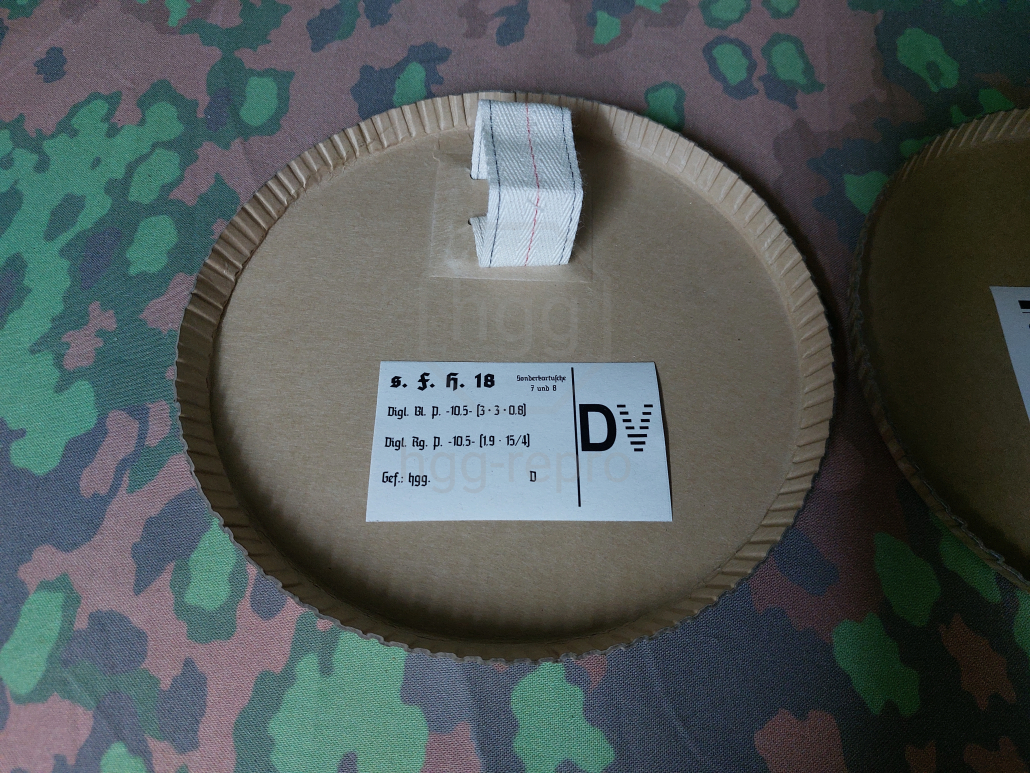 hgg
s. F. H. 18
Sonderkartusche
7 und 8
Digl. Bl. P. -10.5- (3·3·0.8)
Digl. Rg. P. -10.5- (1.9 · 15/4)
Gef.: hgg. D
DV
hgg-repro